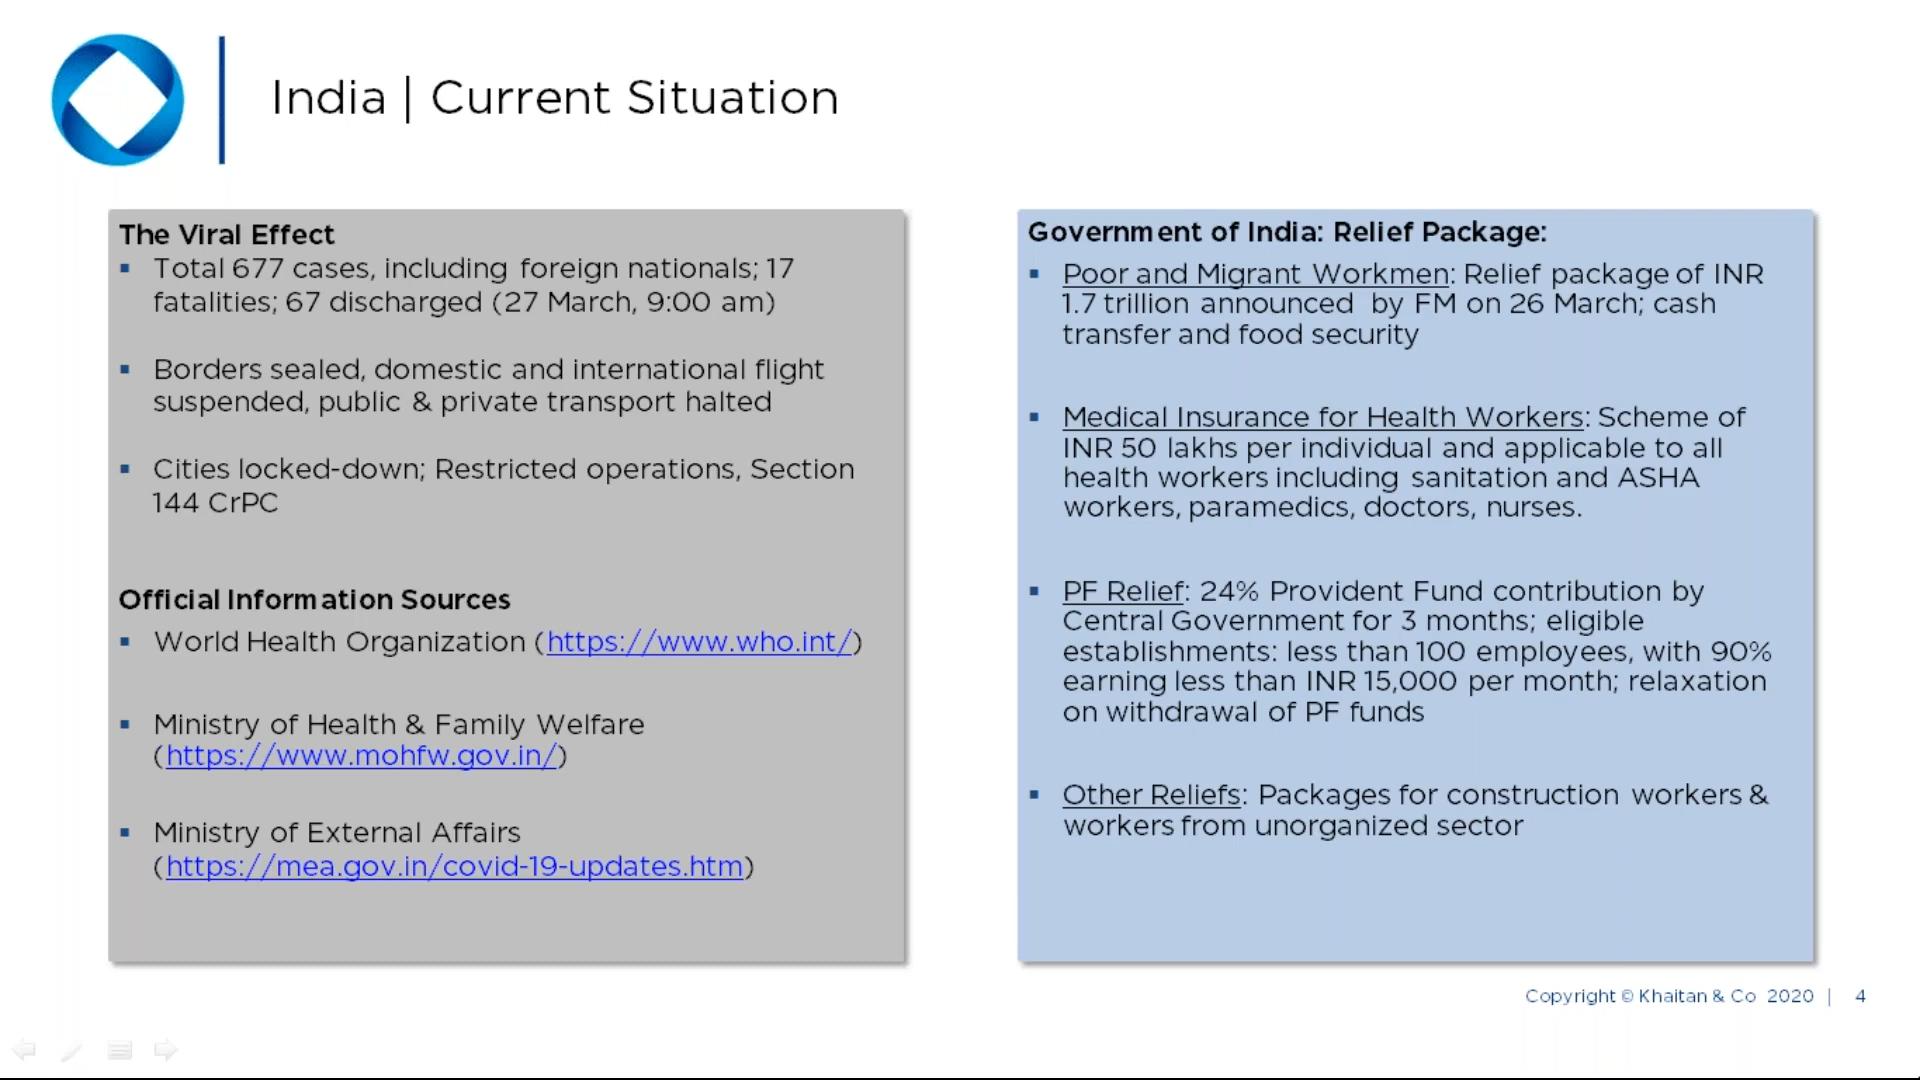 India | Current Situation
The Viral Effect
▪ Total 677 cases, including foreign nationals; 17
fatalities; 67 discharged (27 March, 9:00 am)
▪ Borders sealed, domestic and international flight
suspended, public & private transport halted
▪ Cities locked-down; Restricted operations, Section
144 CrPC
Official Information Sources
▪ World Health Organization (https://www.who.int/)
▪ Ministry of Health & Family Welfare
(https://www.mohfw.gov.in/)
▪ Ministry of External Affairs
(https://mea.gov.in/covid-19-updates.htm)
Government of India: Relief Package:
▪ Poor and Migrant Workmen: Relief package of INR
1.7 trillion announced by FM on 26 March; cash
transfer and food security
▪ Medical Insurance for Health Workers: Scheme of
INR 50 lakhs per individual and applicable to all
health workers including sanitation and ASHA
workers, paramedics, doctors, nurses.
▪ PF Relief: 24% Provident Fund contribution by
Central Government for 3 months; eligible
establishments: less than 100 employees, with 90%
earning less than INR 15,000 per month; relaxation
on withdrawal of PF funds
▪ Other Reliefs: Packages for construction workers &
workers from unorganized sector
Copyright © Khaitan & Co 2020 | 4